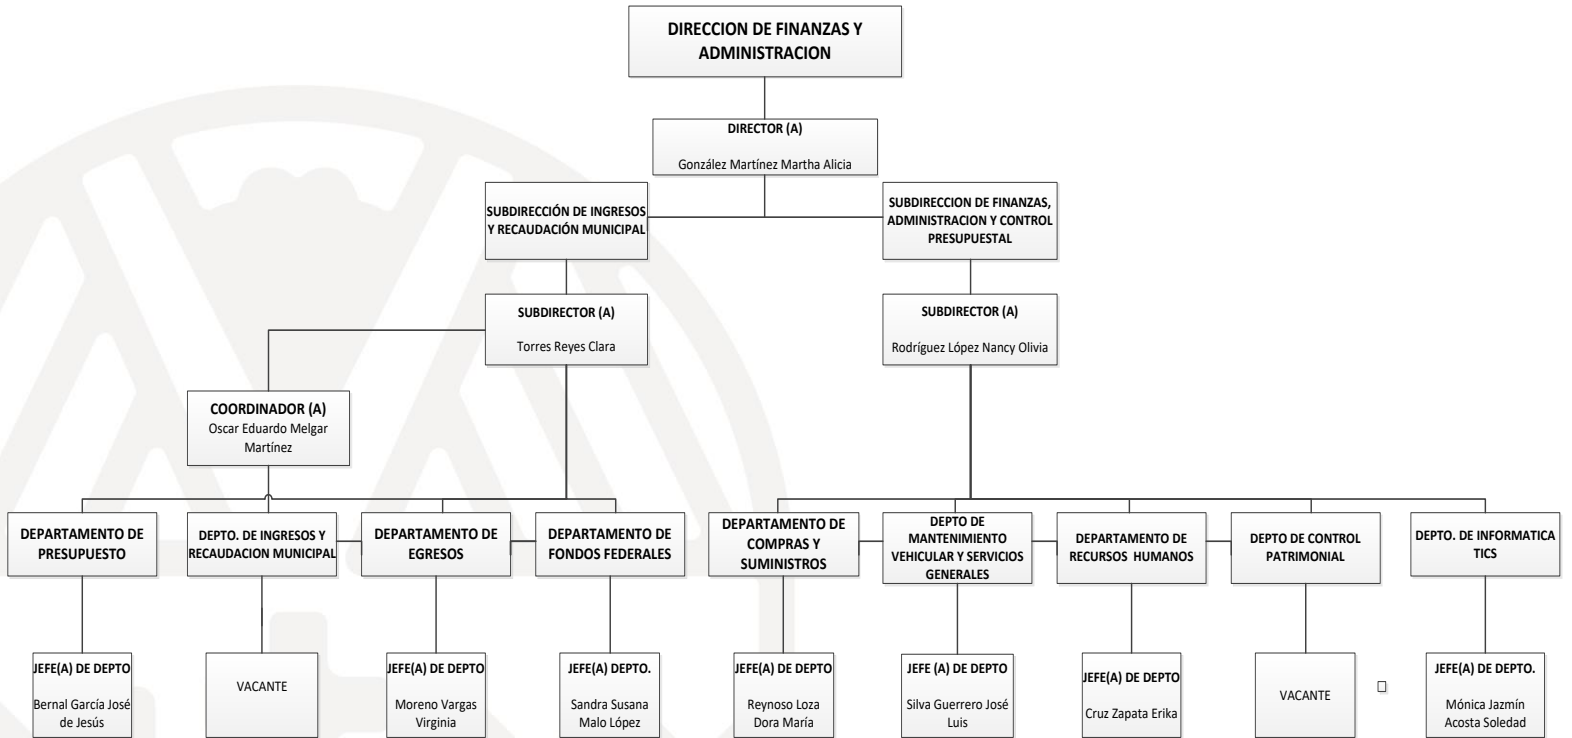 DIRECCION DE FINANZAS Y
ADMINISTRACION
DIRECTOR (A)
González Martínez Martha Alicia
SUBDIRECCIÓN DE INGRESOS
Y RECAUDACIÓN MUNICIPAL
SUBDIRECCION DE FINANZAS,
ADMINISTRACION Y CONTROL
PRESUPUESTAL
SUBDIRECTOR (A)
Torres Reyes Clara
SUBDIRECTOR (A)
Rodríguez López Nancy Olivia
COORDINADOR (A)
Oscar Eduardo Melgar
Martínez
DEPARTAMENTO DE
PRESUPUESTO
DEPTO. DE INGRESOS Y
RECAUDACION MUNICIPAL
DEPARTAMENTO DE
EGRESOS
DEPARTAMENTO DE
FONDOS FEDERALES
DEPARTAMENTO DE
COMPRAS Y
SUMINISTROS
DEPTO DE
MANTENIMIENTO
VEHICULAR Y SERVICIOS
GENERALES
DEPARTAMENTO DE
RECURSOS HUMANOS
DEPTO DE CONTROL
PATRIMONIAL
DEPTO. DE INFORMATICA
TICS
JEFE(A) DE DEPTO
Bernal García José
de Jesús
VACANTE
JEFE(A) DE DEPTO
Moreno Vargas
Virginia
JEFE(A) DEPTO.
Sandra Susana
Malo López
JEFE(A) DE DEPTO
Reynoso Loza
Dora María
JEFE (A) DE DEPTO
Silva Guerrero José
Luis
JEFE(A) DE DEPTO
Cruz Zapata Erika
VACANTE
JEFE(A) DE DEPTO.
Mónica Jazmín
Acosta Soledad